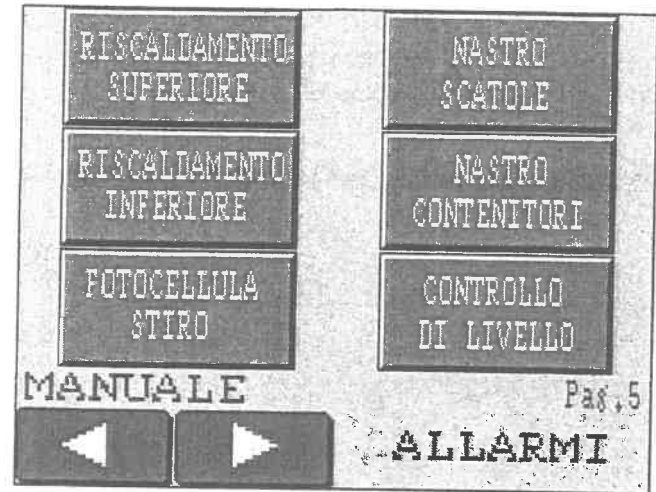 RISCALDAMENTO
SUPERIORE
NASTRO
SCATOLE
RISCALDAMENTO
INFERIORE
NASTRO
CONTENITORI
FOTOCELLULA
STIRO
CONTROLLO
DI LIVELLO
MANUALE
Pag.5
ALLARMI